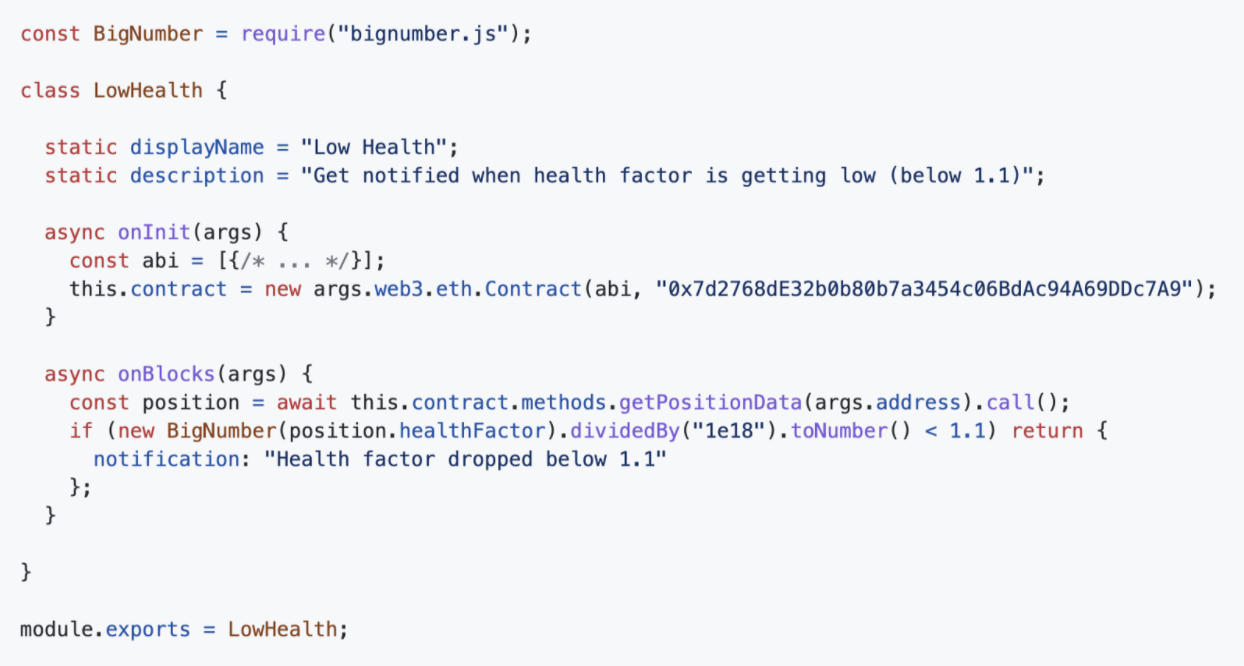 const BigNumber = require("bignumber.js");
class LowHealth {
static displayName = "Low Health";
static description = "Get notified when health factor is getting low (below 1.1)";
async onInit(args) {
const abi = [{/* ... */}];
this.contract = new args.web3.eth.Contract(abi, "0x7d2768dE32b0b80b7a3454c06BdAc94A69DDc7A9");
}
async onBlocks(args) {
const position = await this.contract.methods.getPositionData(args.address).call();
if (new BigNumber(position.healthFactor).dividedBy("1e18").toNumber() < 1.1) return {
notification: "Health factor dropped below 1.1"
};
}
}
module.exports = LowHealth;